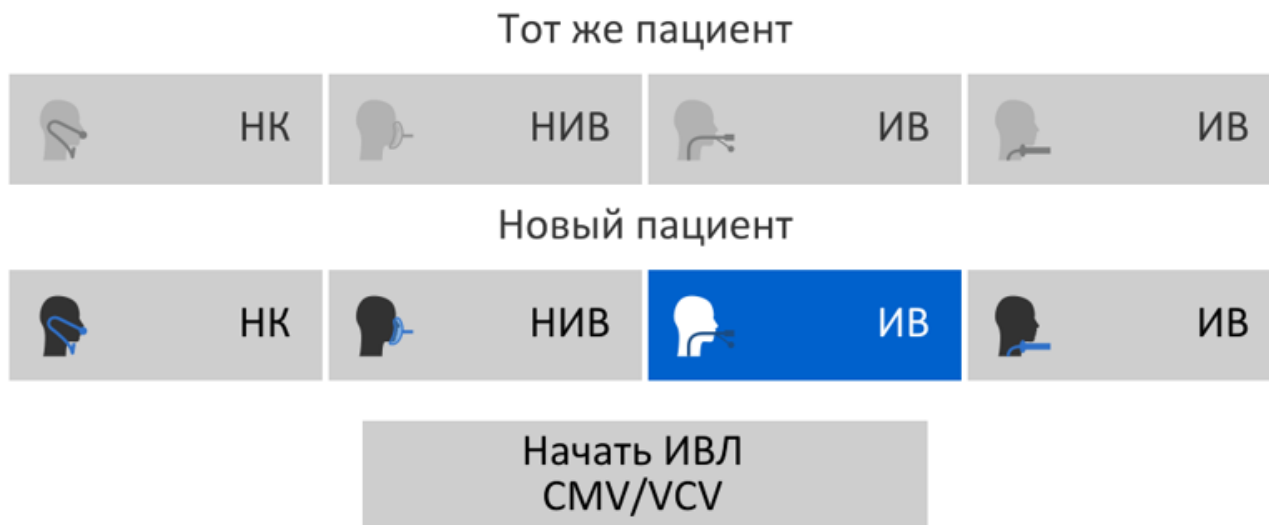 Тот же пациент
НК НИВ ИВ ИВ
Новый пациент
НК НИВ ИВ ИВ
Начать ИВЛ
CMV/VCV